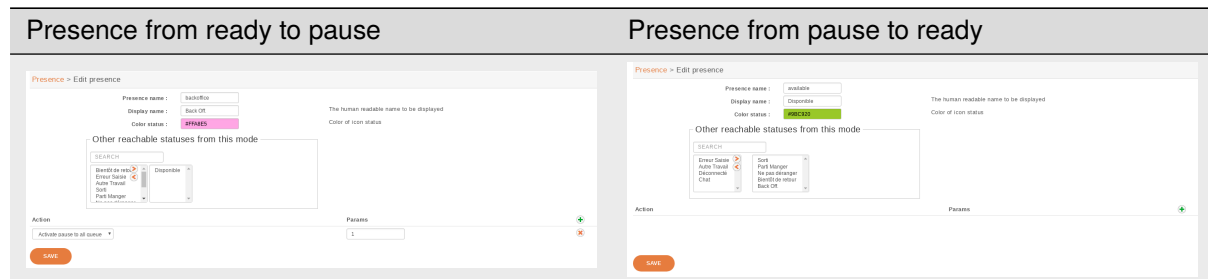 Presence from ready to pause
Presence from pause to ready
Presence > Edit presence
Presence name :
backoffice
Display name :
Back Off.
The human readable name to be displayed
Color status :
#FFA8E5
Color of icon status
Other reachable statuses from this mode
SEARCH
Bientôt de
Erreur Saisie
Autre Travail
Sorti
Parti Manger
Disponible
Action
Params
Activate pause to all queue
1
SAVE
Presence > Edit presence
Presence name :
available
Display name :
Disponible
The human readable name to be displayed
Color status :
#9BC920
Color of icon status
Other reachable statuses from this mode
SEARCH
Erreur Saisie
Autre Travail
Déconnecté
Chat
Sorti
Parti Manger
Ne pas déranger
Bientôt de retour
Back Off.
Action
Params
SAVE